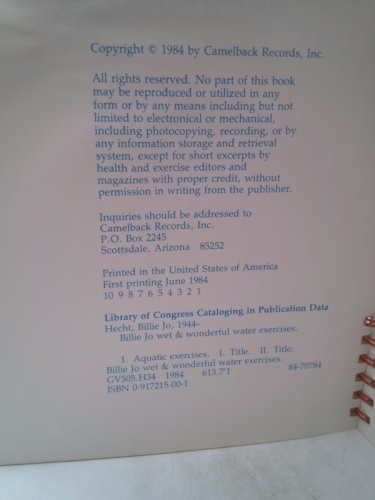 Copyright © 1984 by Camelback Records, Inc.
All rights reserved. No part of this book
may be reproduced or utilized in any
form or by any means including but not
limited to electronical or mechanical,
including photocopying, recording, or by
any information storage and retrieval
system, except for short excerpts by
health and exercise editors and
magazines with proper credit, without
permission in writing from the publisher.
Inquiries should be addressed to
Camelback Records, Inc.
P.O. Box 2245
Scottsdale, Arizona 85252
Printed in the United States of America
First printing June 1984
10 9 8 7 6 5 4 3 2 1
Library of Congress Cataloging in Publication Data
Hecht, Billie Jo, 1944–
Billie Jo wet & wonderful water exercises.
1. Aquatic exercises. I. Title. II. Title:
Billie Jo wet & wonderful water exercises.
GV505.H34 1984 613.7'1 84-70784
ISBN 0-917215-00-1